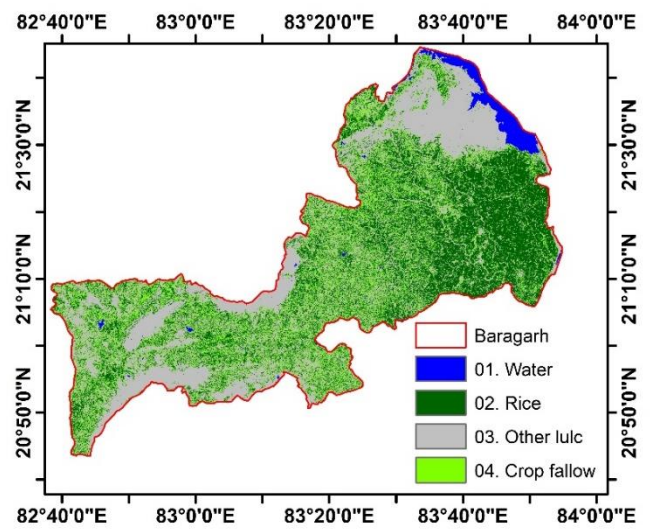 82°40'0"E 83°0'0"E 83°20'0"E 83°40'0"E 84°0'0"E
21°30'0"N
21°10'0"N
20°50'0"N
21°30'0"N
21°10'0"N
20°50'0"N
Baragarh
01. Water
02. Rice
03. Other lulc
04. Crop fallow
82°40'0"E 83°0'0"E 83°20'0"E 83°40'0"E 84°0'0"E